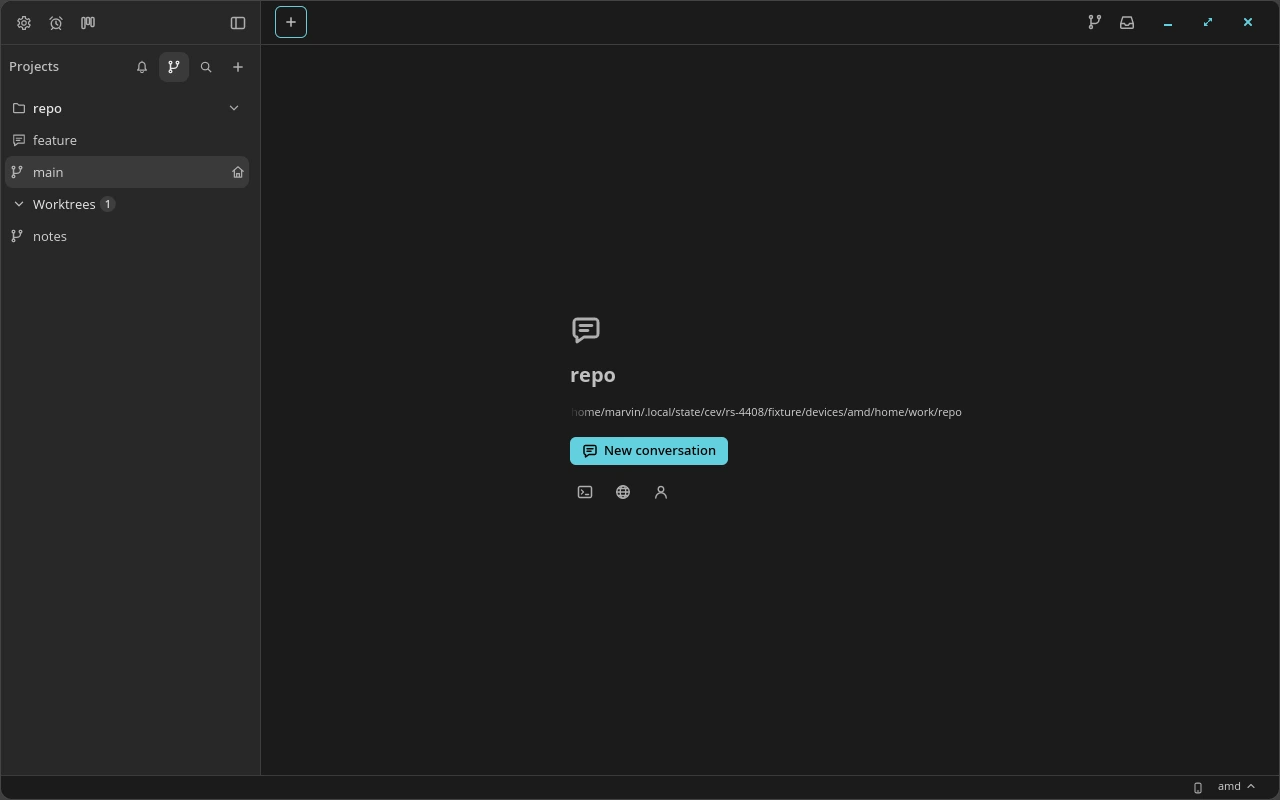 Projects
repo
feature
main
Worktrees 1
notes
repo
home/marvin/.local/state/cev/rs-4408/fixture/devices/amd/home/work/repo
New conversation
amd